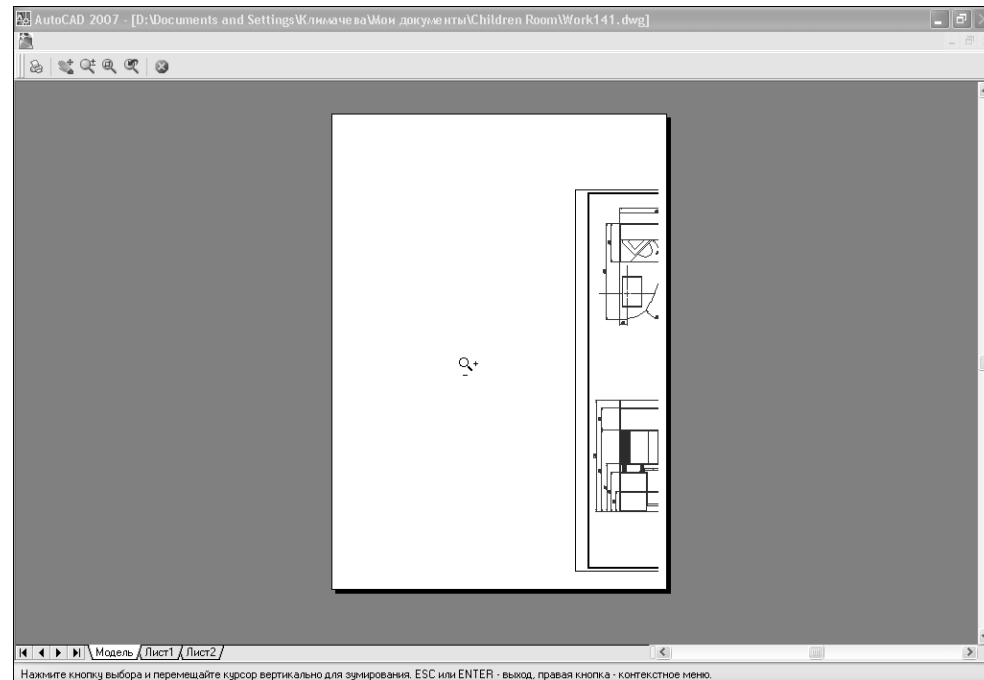 AutoCAD 2007 - [D:\Documents and Settings\Климачева\Мои документы\Children Room\Work141.dwg]
Модель Лист1 Лист2
Нажмите кнопку выбора и перемещайте курсор вертикально для зумирования. ESC или ENTER - выход, правая кнопка - контекстное меню.